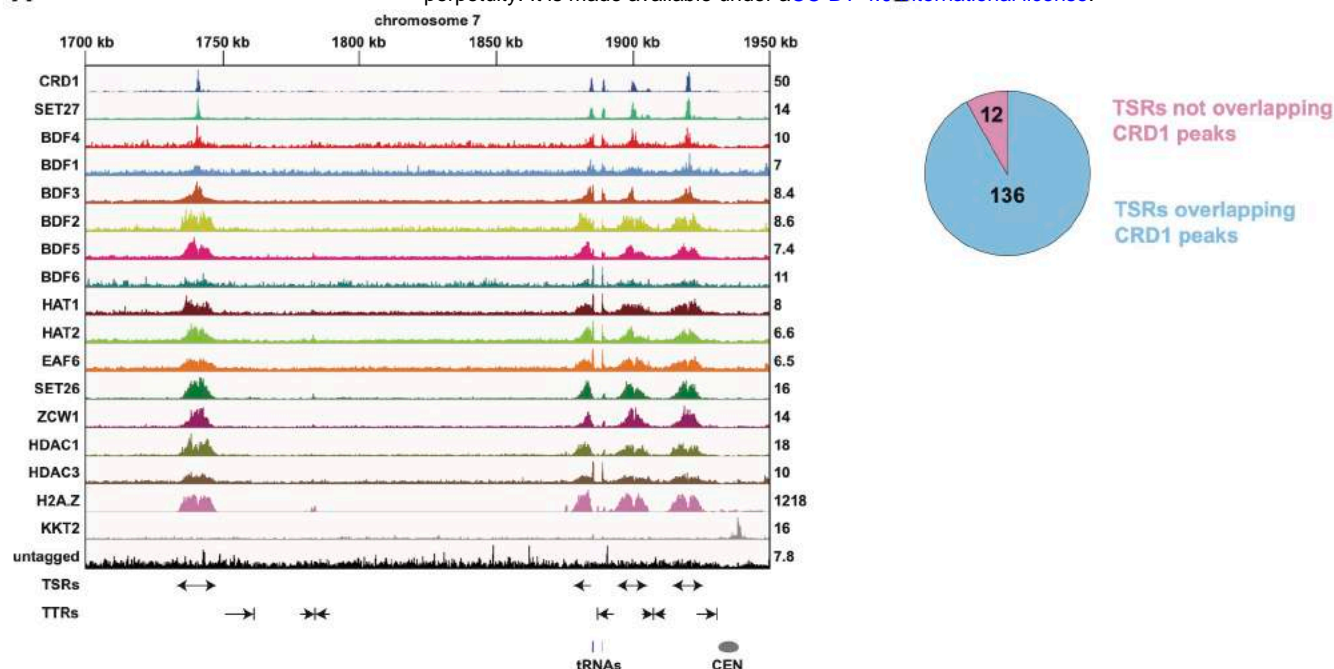 chromosome 7
1700 kb 1750 kb 1800 kb 1850 kb 1900 kb 1950 kb
CRD1 50
SET27 14
BDF4 10
BDF1 7
BDF3 8.4
BDF2 8.6
BDF5 7.4
BDF6 11
HAT1 8
HAT2 6.6
EAF6 6.5
SET26 16
ZCW1 14
HDAC1 18
HDAC3 10
H2A.Z 1218
KKT2 16
untagged 7.8
TSRs
TTRs
tRNAs CEN
12
136
TSRs not overlapping
CRD1 peaks
TSRs overlapping
CRD1 peaks